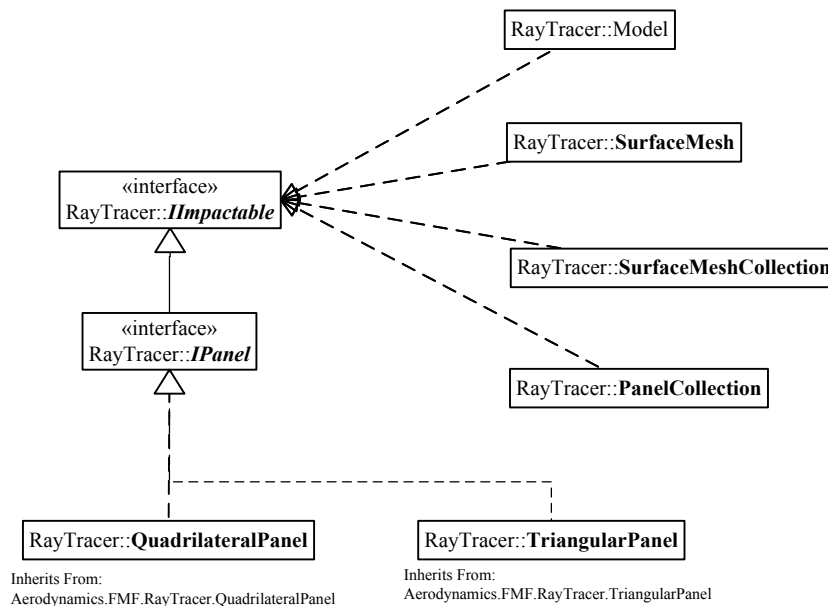 RayTracer::Model
RayTracer::SurfaceMesh
«interface»
RayTracer::IImpactable
RayTracer::SurfaceMeshCollection
«interface»
RayTracer::IPanel
RayTracer::PanelCollection
RayTracer::QuadrilateralPanel
RayTracer::TriangularPanel
Inherits From:
Aerodynamics.FMF.RayTracer.QuadrilateralPanel
Inherits From:
Aerodynamics.FMF.RayTracer.TriangularPanel